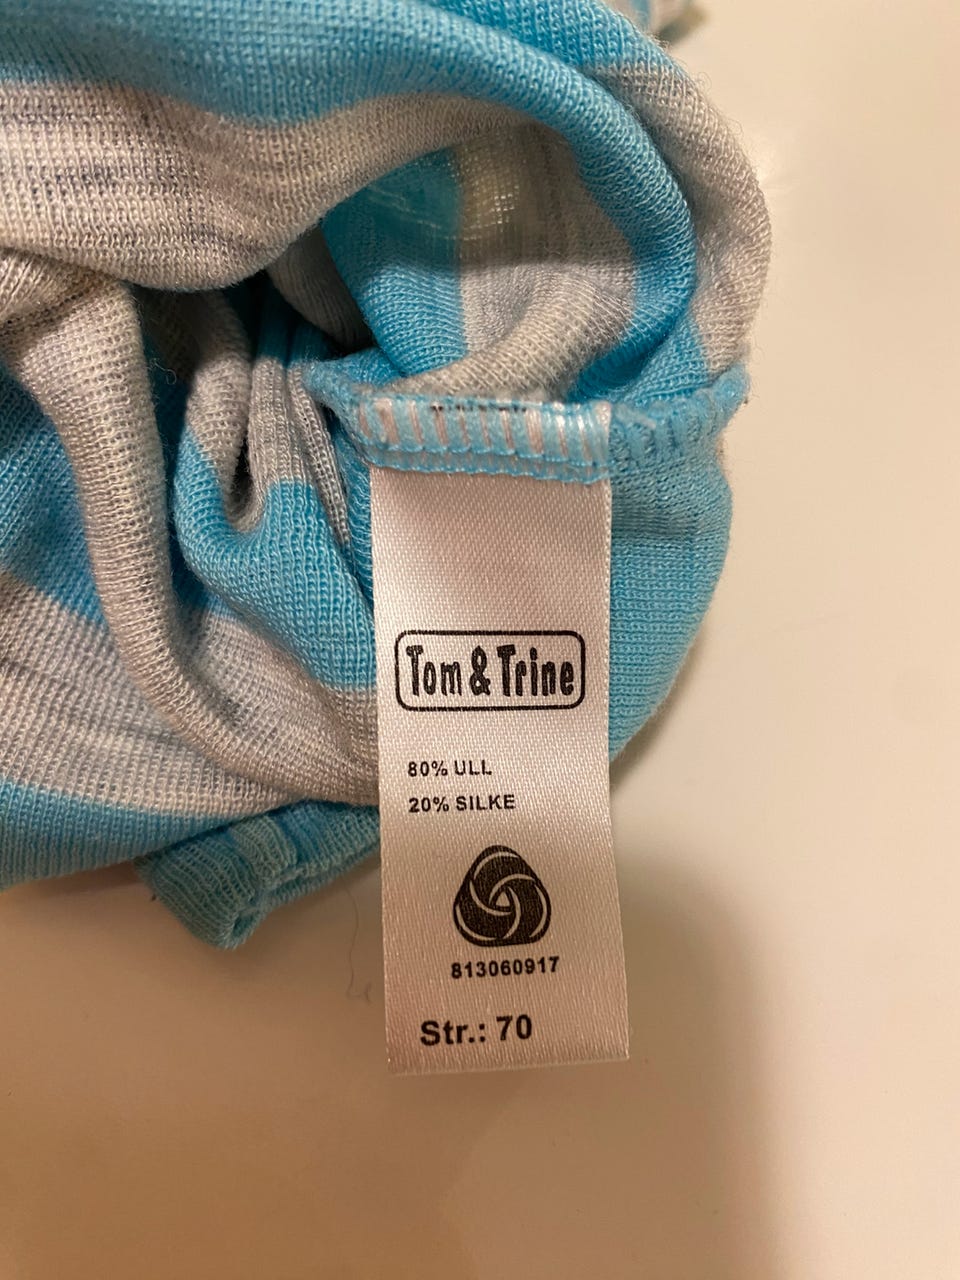 Tom & Trine
80% ULL
20% SILKE
813060917
Str.: 70